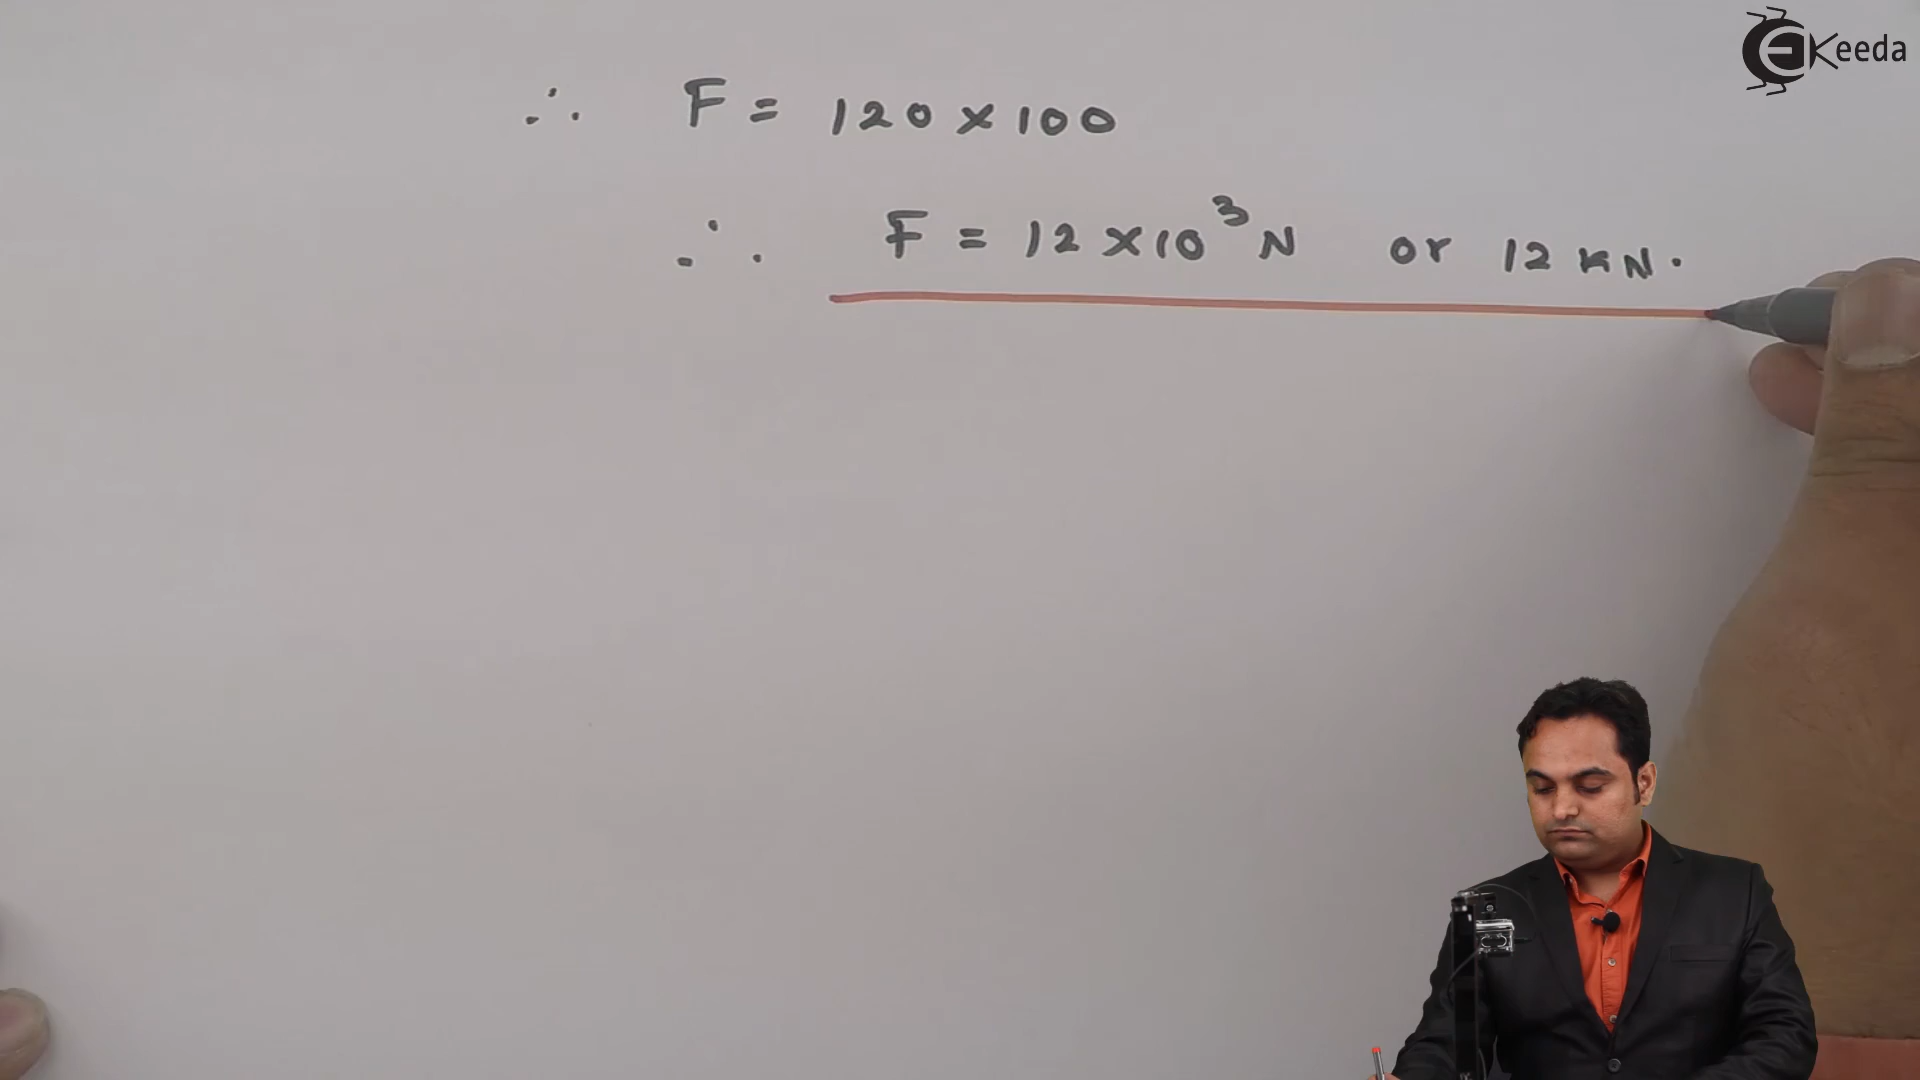 EKeeda
∴ F = 120 × 100
∴ F = 12 × 10³ N or 12 KN.